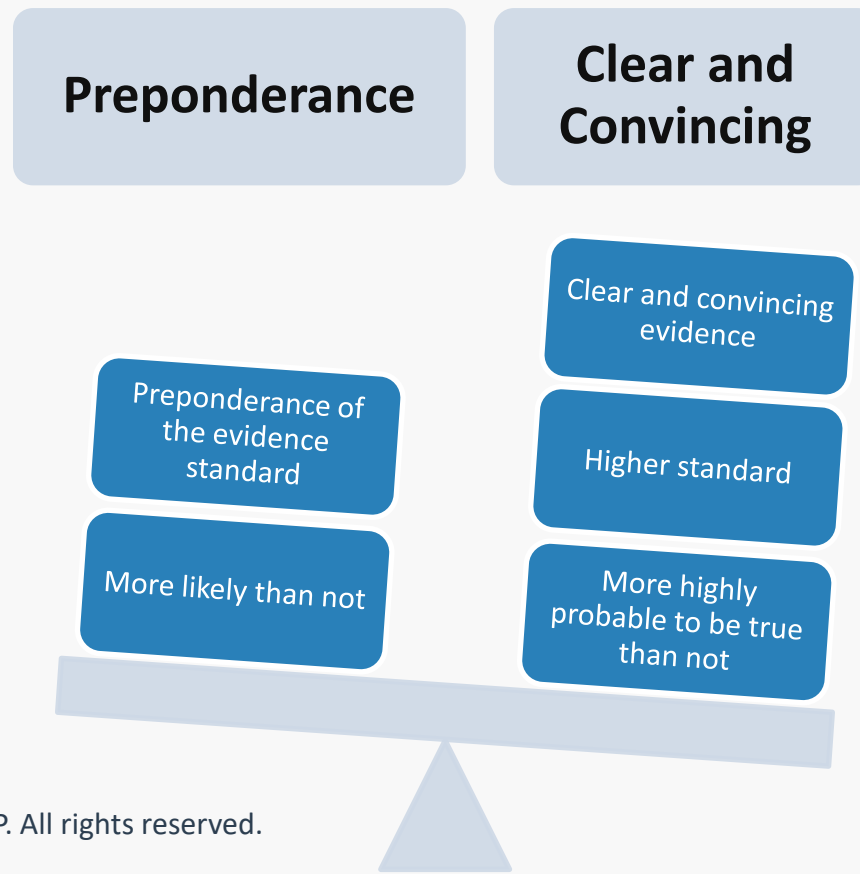 Preponderance
Clear and
Convincing
Preponderance of
the evidence
standard
More likely than not
Clear and convincing
evidence
Higher standard
More highly
probable to be true
than not
P. All rights reserved.